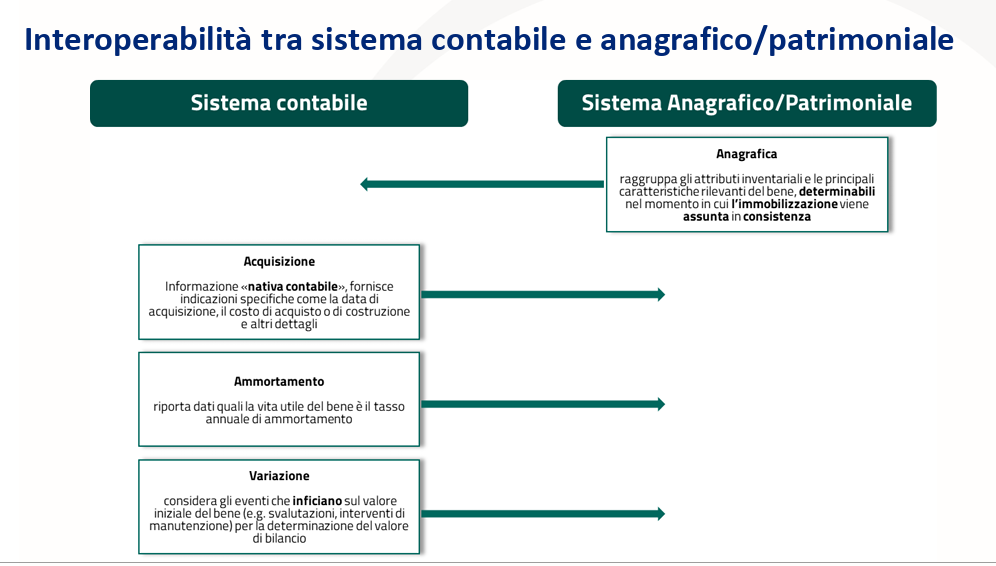 Interoperabilità tra sistema contabile e anagrafico/patrimoniale
Sistema contabile
Sistema Anagrafico/Patrimoniale
Anagrafica
raggruppa gli attributi inventariali e le principali
caratteristiche rilevanti del bene, determinabili
nel momento in cui l’immobilizzazione viene
assunta in consistenza
Acquisizione
Informazione «nativa contabile», fornisce
indicazioni specifiche come la data di
acquisizione, il costo di acquisto o di costruzione
e altri dettagli
Ammortamento
riporta dati quali la vita utile del bene è il tasso
annuale di ammortamento
Variazione
considera gli eventi che inficiano sul valore
iniziale del bene (e.g. svalutazioni, interventi di
manutenzione) per la determinazione del valore
di bilancio